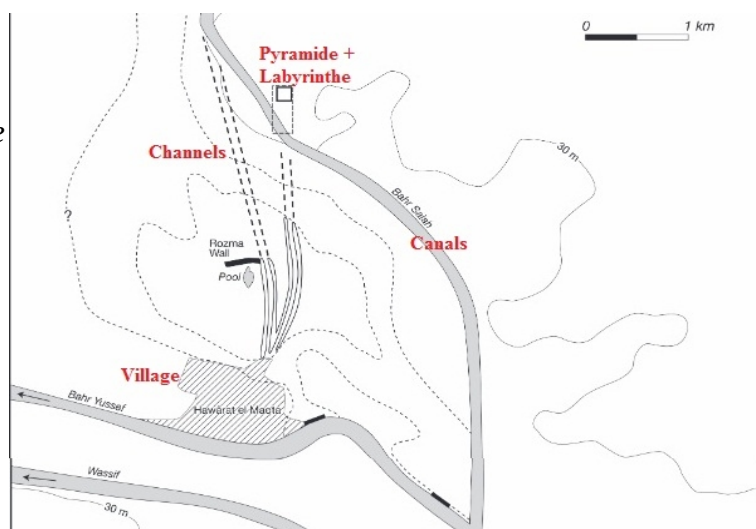 0 1 km
Pyramide +
Labyrinthe
e
Channels
30 m
Bahr Salah
?
Canals
Rozma
Wall
Pool
Village
Bahr Yussef
Hawârat el Maqta
Wassif
30 m